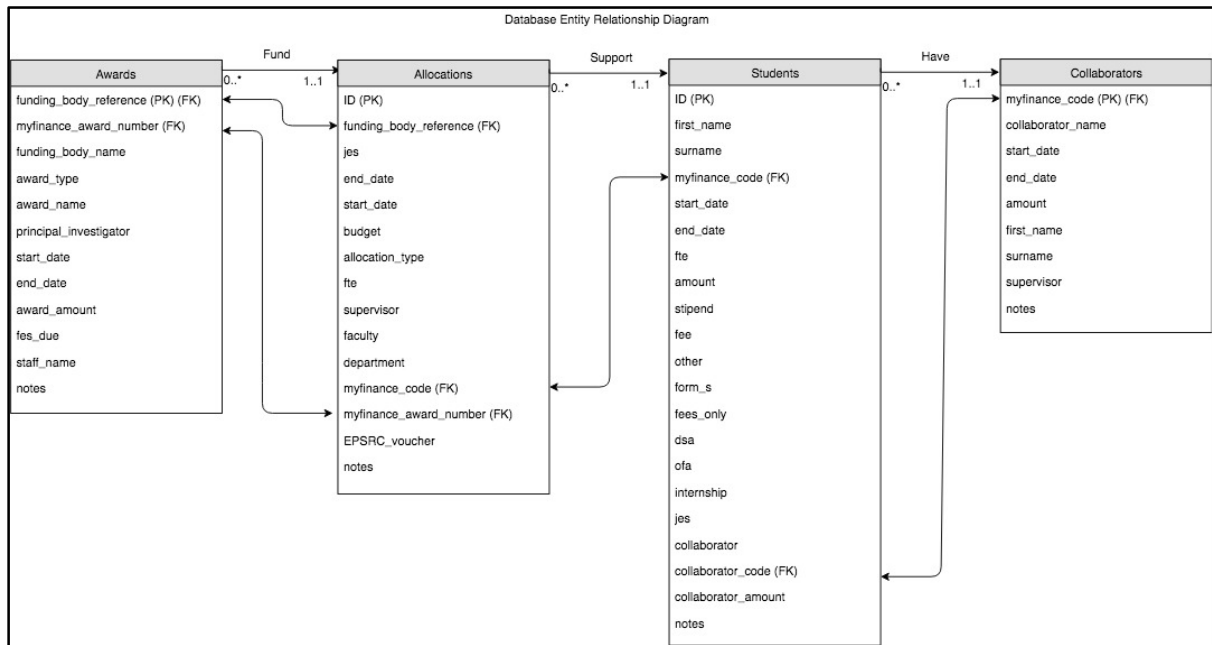 Database Entity Relationship Diagram
Fund
Support
Have
0..*
1..1
0..*
1..1
0..*
1..1
Awards
funding_body_reference (PK) (FK)
myfinance_award_number (FK)
funding_body_name
award_type
award_name
principal_investigator
start_date
end_date
award_amount
fes_due
staff_name
notes
Allocations
ID (PK)
funding_body_reference (FK)
jes
end_date
start_date
budget
allocation_type
fte
supervisor
faculty
department
myfinance_code (FK)
myfinance_award_number (FK)
EPSRC_voucher
notes
Students
ID (PK)
first_name
surname
myfinance_code (FK)
start_date
end_date
fte
amount
stipend
fee
other
form_s
fees_only
dsa
ofa
internship
jes
collaborator
collaborator_code (FK)
collaborator_amount
notes
Collaborators
myfinance_code (PK) (FK)
collaborator_name
start_date
end_date
amount
first_name
surname
supervisor
notes